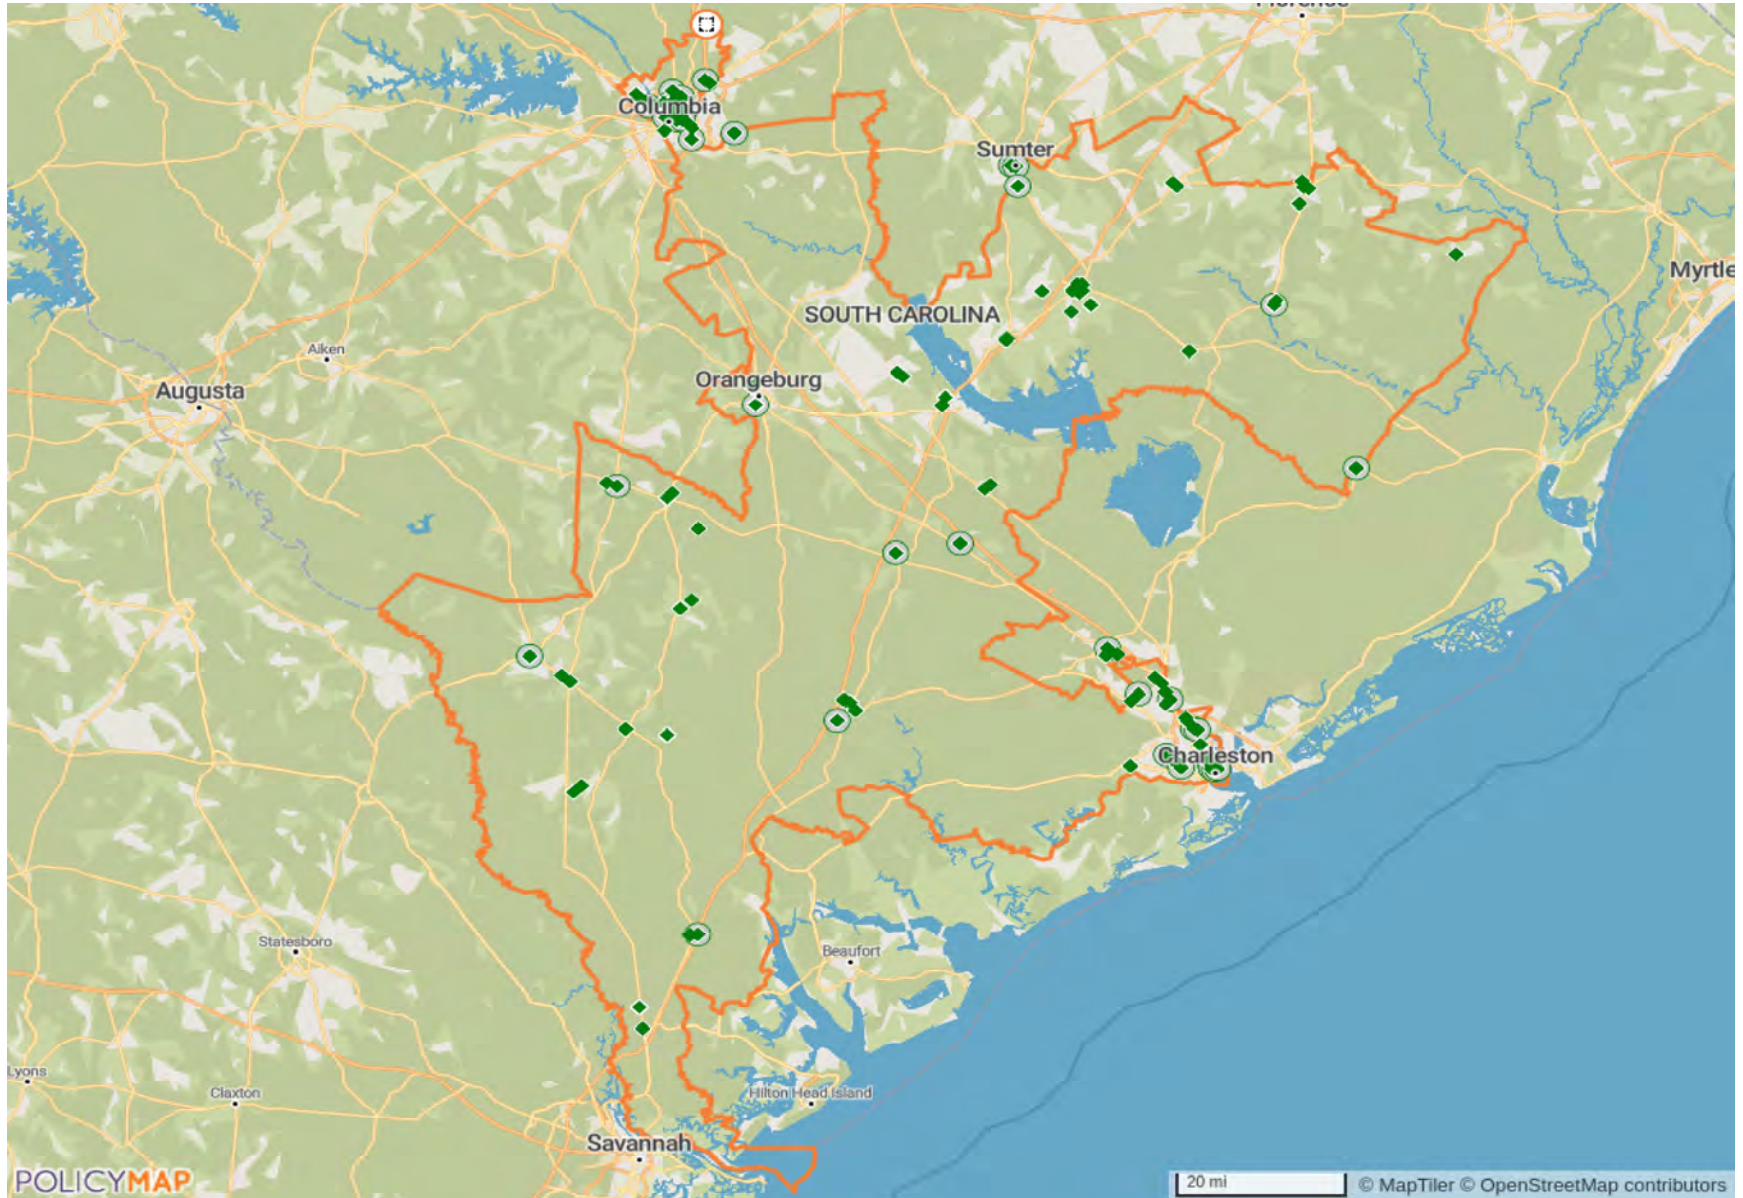 Florence
Columbia
Sumter
Myrtle
SOUTH CAROLINA
Aiken
Orangeburg
Augusta
Charleston
Statesboro
Beaufort
Lyons
Claxton
Hilton Head Island
Savannah
POLICYMAP
20 mi
© MapTiler © OpenStreetMap contributors